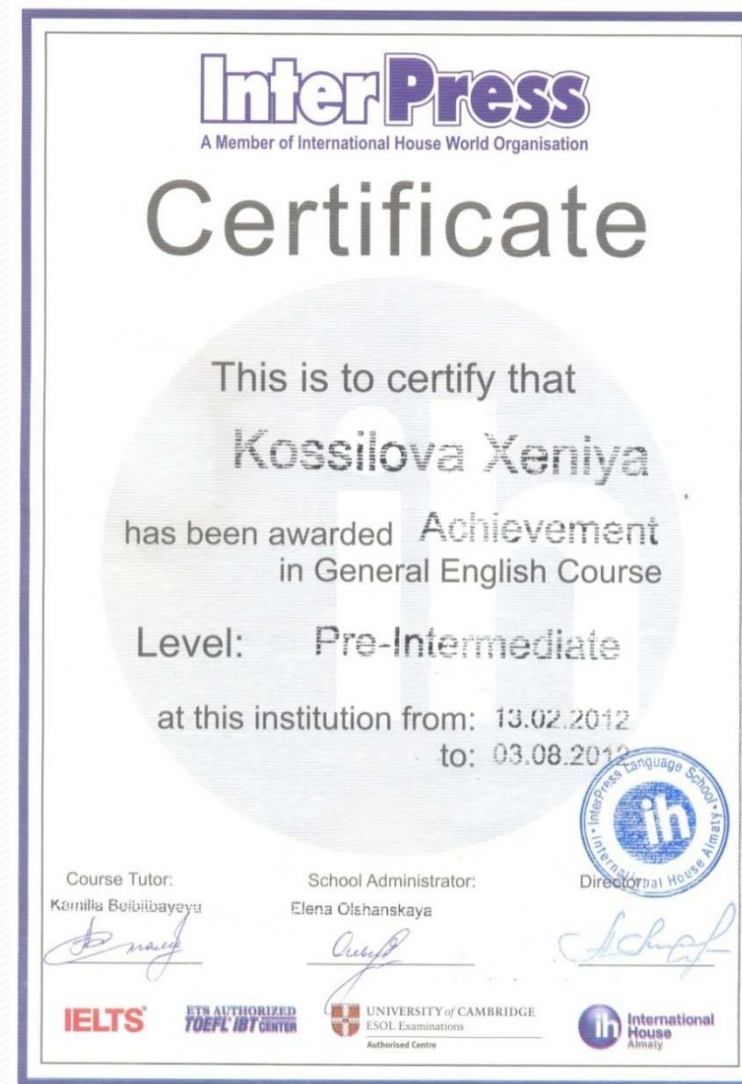 InterPress
A Member of International House World Organisation
Certificate
This is to certify that
Kossilova Xeniya
has been awarded Achievement
in General English Course
Level: Pre-Intermediate
at this institution from: 13.02.2012
to: 03.08.2012
InterPress Language School • International House Almaty •
ih
Course Tutor: School Administrator: Director
Kamilla Elena Olshanskaya
IELTS
ETS AUTHORIZED
TOEFL iBT CENTER
UNIVERSITY of CAMBRIDGE
ESOL Examinations
Authorised Centre
ih International
House
Almaty